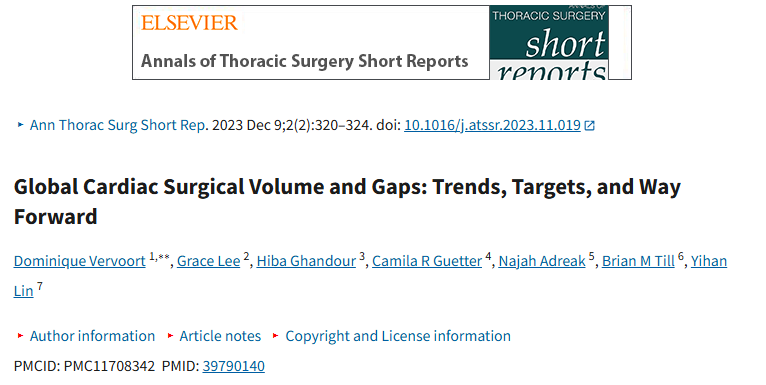 ELSEVIER
Annals of Thoracic Surgery Short Reports
THORACIC SURGERY
short
reports
Ann Thorac Surg Short Rep. 2023 Dec 9;2(2):320–324. doi: 10.1016/j.atssr.2023.11.019
Global Cardiac Surgical Volume and Gaps: Trends, Targets, and Way
Forward
Dominique Vervoort 1,**, Grace Lee 2, Hiba Ghandour 3, Camila R Guetter 4, Najah Adreak 5, Brian M Till 6, Yihan
Lin 7
Author information Article notes Copyright and License information
PMCID: PMC11708342 PMID: 39790140